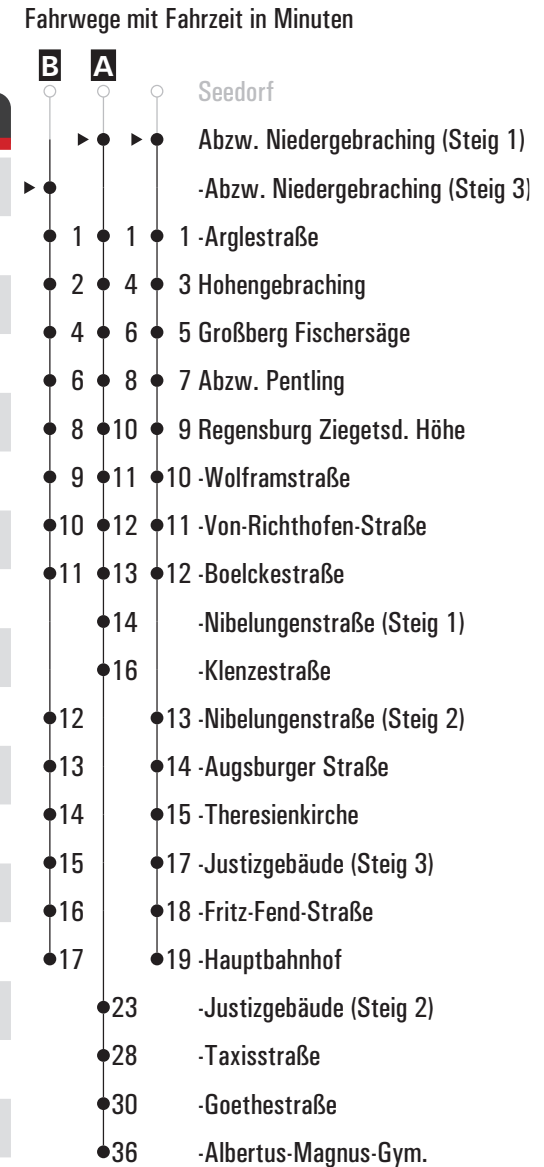 Fahrwege mit Fahrzeit in Minuten
B A
Seedorf
Abzw. Niedergebraching (Steig 1)
-Abzw. Niedergebraching (Steig 3)
1 1 1 -Arglestraße
2 4 3 Hohengebraching
4 6 5 Großberg Fischersäge
6 8 7 Abzw. Pentling
8 10 9 Regensburg Ziegetsd. Höhe
9 11 10 -Wolframstraße
10 12 11 -Von-Richthofen-Straße
11 13 12 -Boelckestraße
14 -Nibelungenstraße (Steig 1)
16 -Klenzestraße
12 13 -Nibelungenstraße (Steig 2)
13 14 -Augsburger Straße
14 15 -Theresienkirche
15 17 -Justizgebäude (Steig 3)
16 18 -Fritz-Fend-Straße
17 19 -Hauptbahnhof
23 -Justizgebäude (Steig 2)
28 -Taxisstraße
30 -Goethestraße
36 -Albertus-Magnus-Gym.